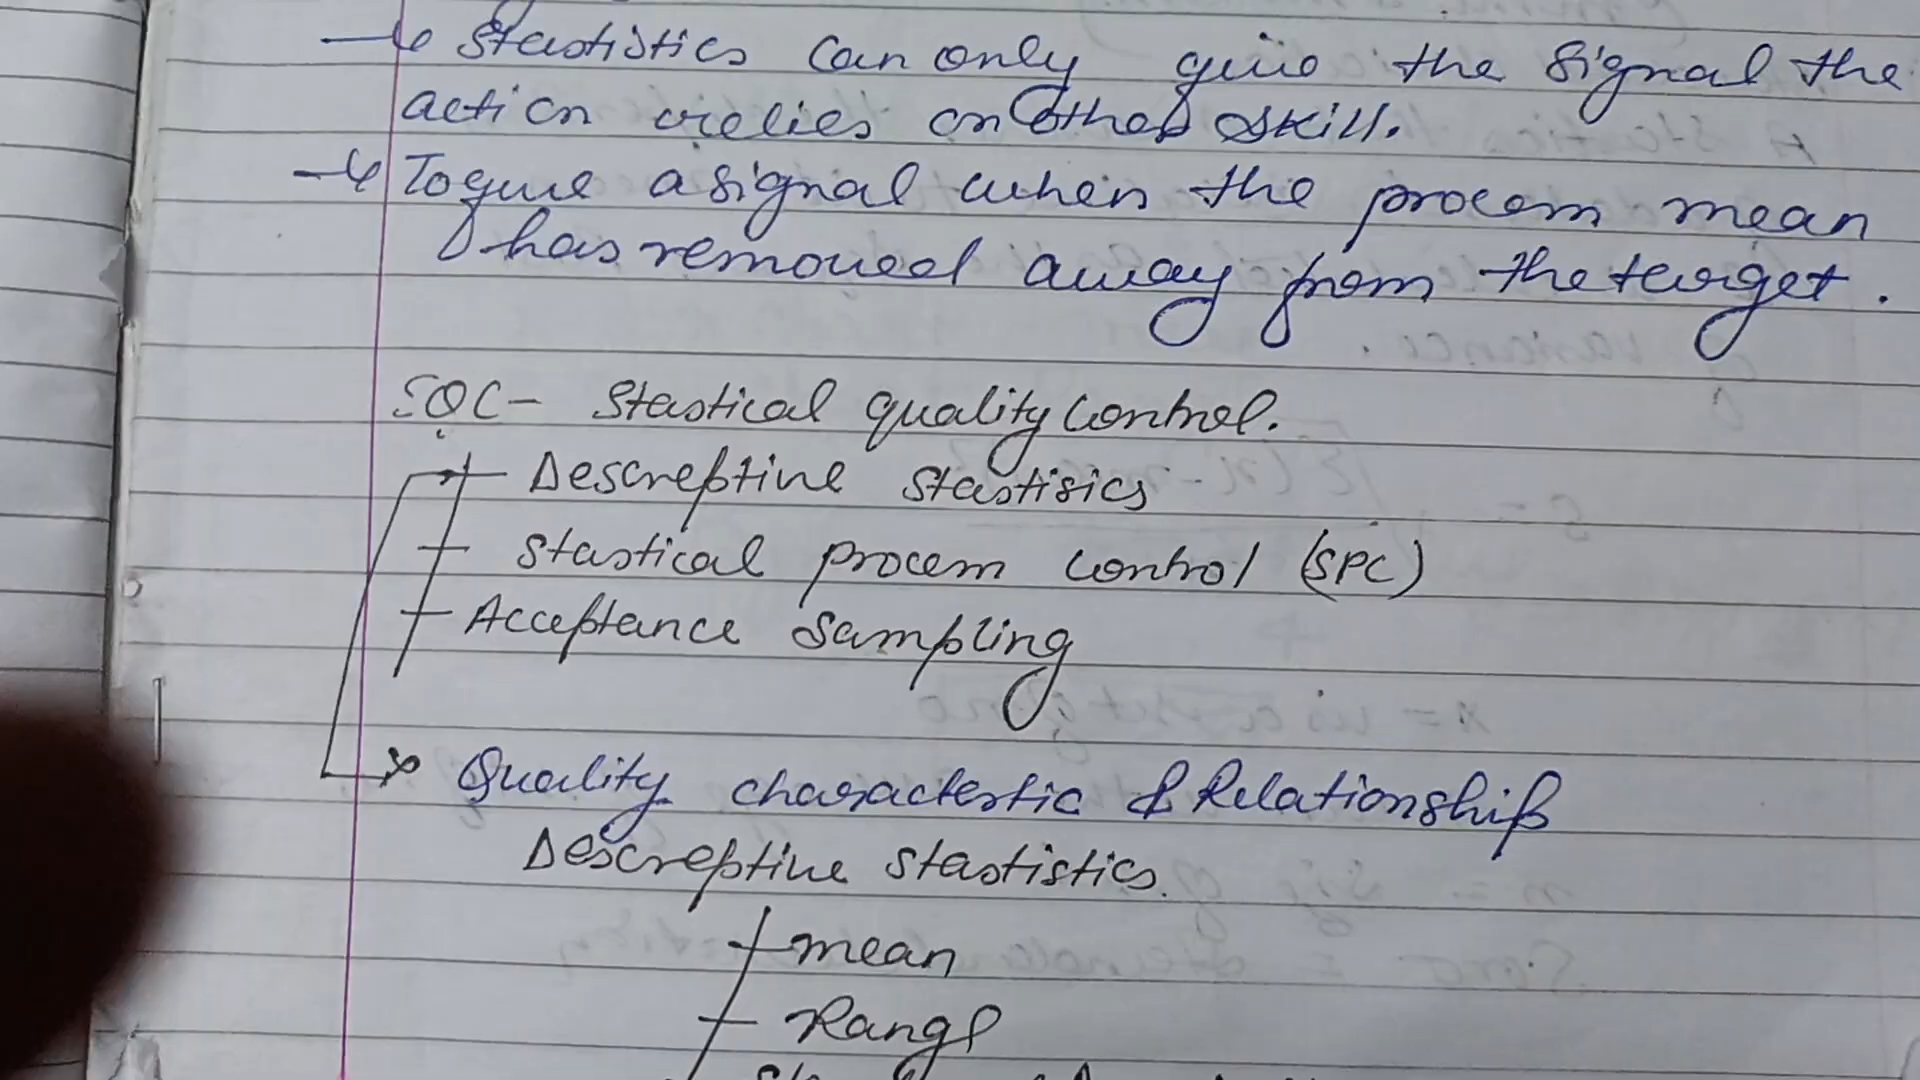 Stastistics can only give the signal the
action relies on other skill.
To give a signal when the process mean
has removed away from the target.
SQC - Stastical quality Control.
Descreptive Stastisics
Stastical process control (SPC)
Acceptance Sampling
Quality charactertic & Relationship
Descreptive Stastistics.
mean
Range